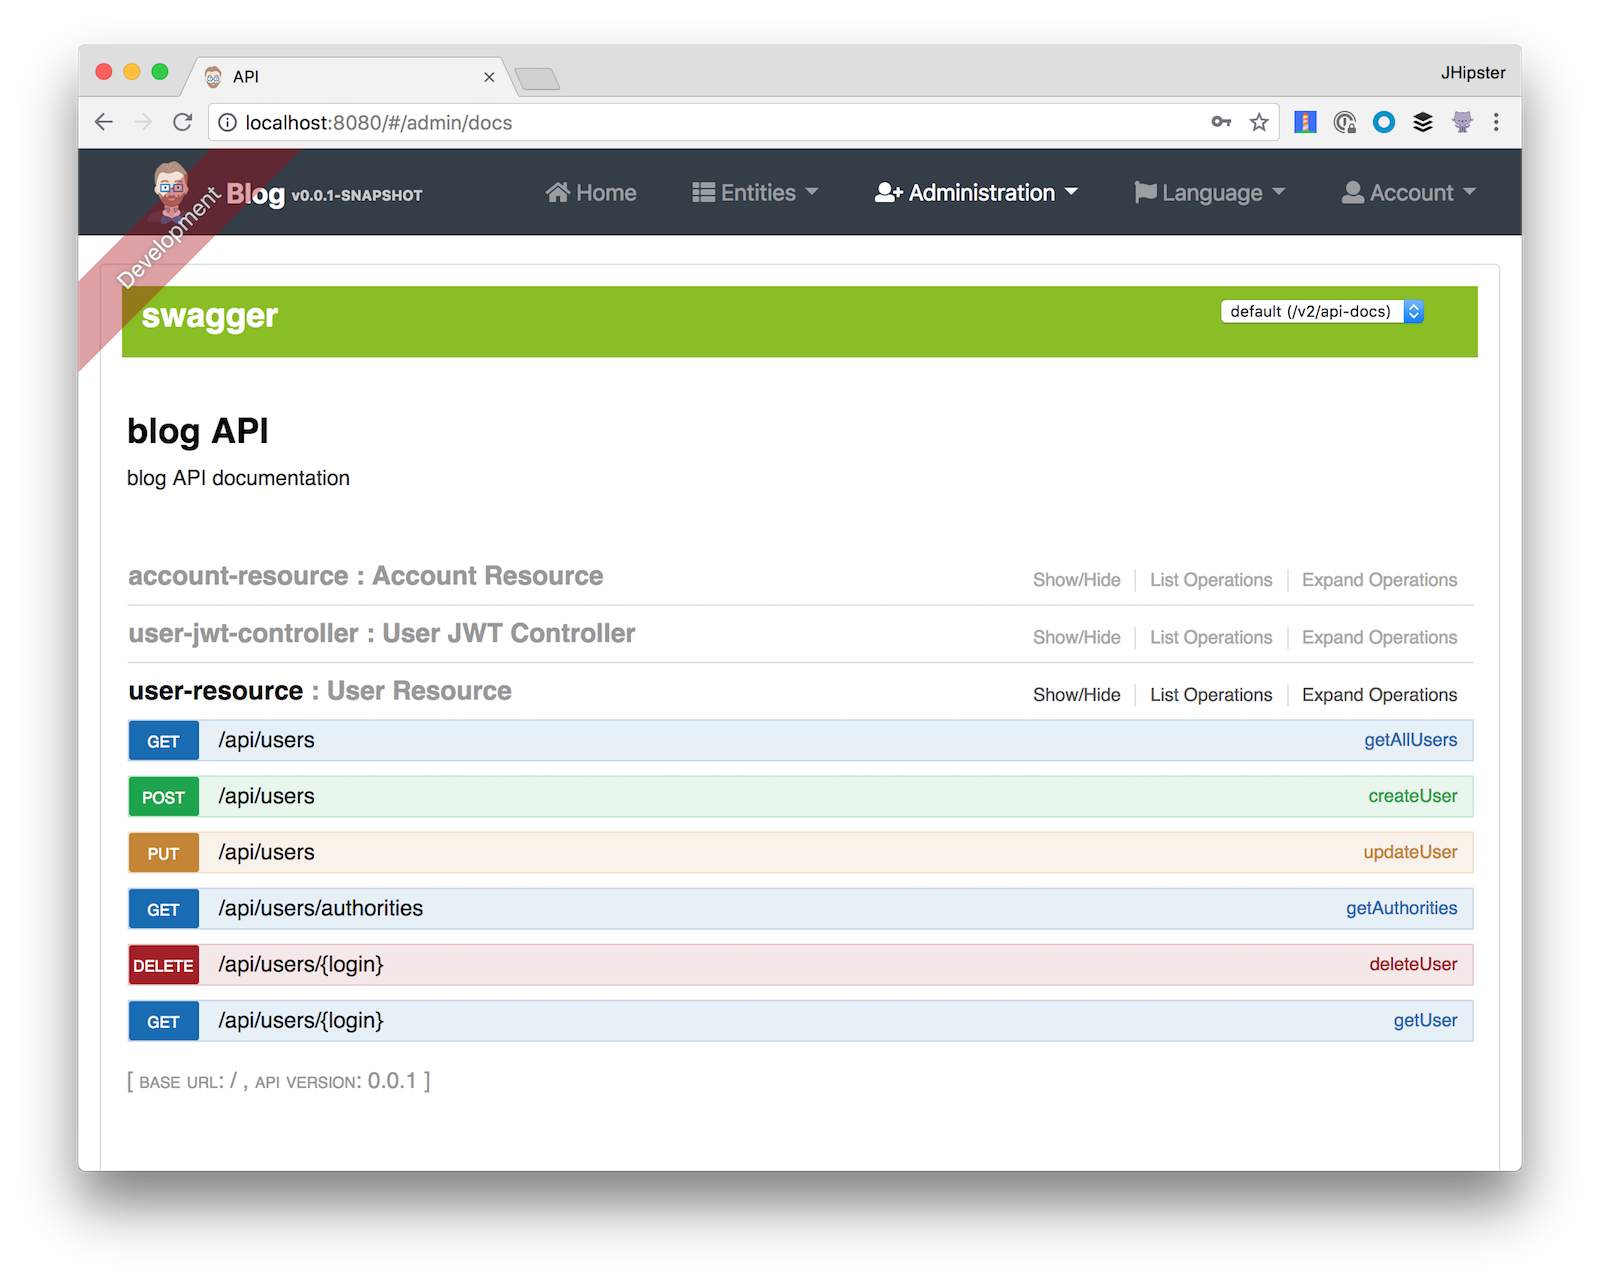 API
JHipster
localhost:8080/#/admin/docs
Development
Blog v0.0.1-SNAPSHOT
Home
Entities
Administration
Language
Account
swagger
default (/v2/api-docs)
blog API
blog API documentation
account-resource : Account Resource
Show/Hide
List Operations
Expand Operations
user-jwt-controller : User JWT Controller
Show/Hide
List Operations
Expand Operations
user-resource : User Resource
Show/Hide
List Operations
Expand Operations
GET /api/users getAllUsers
POST /api/users createUser
PUT /api/users updateUser
GET /api/users/authorities getAuthorities
DELETE /api/users/{login} deleteUser
GET /api/users/{login} getUser
[ BASE URL: / , API VERSION: 0.0.1 ]